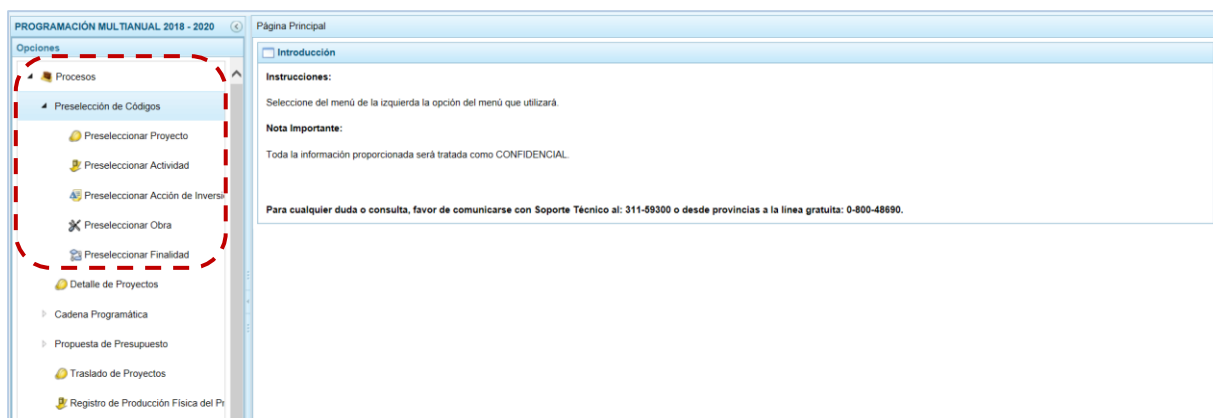 PROGRAMACIÓN MULTIANUAL 2018 - 2020
Opciones
Procesos
Preselección de Códigos
Preseleccionar Proyecto
Preseleccionar Actividad
Preseleccionar Acción de Inversi
Preseleccionar Obra
Preseleccionar Finalidad
Detalle de Proyectos
Cadena Programática
Propuesta de Presupuesto
Traslado de Proyectos
Registro de Producción Física del Pr
Página Principal
Introducción
Instrucciones:
Seleccione del menú de la izquierda la opción del menú que utilizará.
Nota Importante:
Toda la información proporcionada será tratada como CONFIDENCIAL.
Para cualquier duda o consulta, favor de comunicarse con Soporte Técnico al: 311-59300 o desde provincias a la linea gratuita: 0-800-48690.